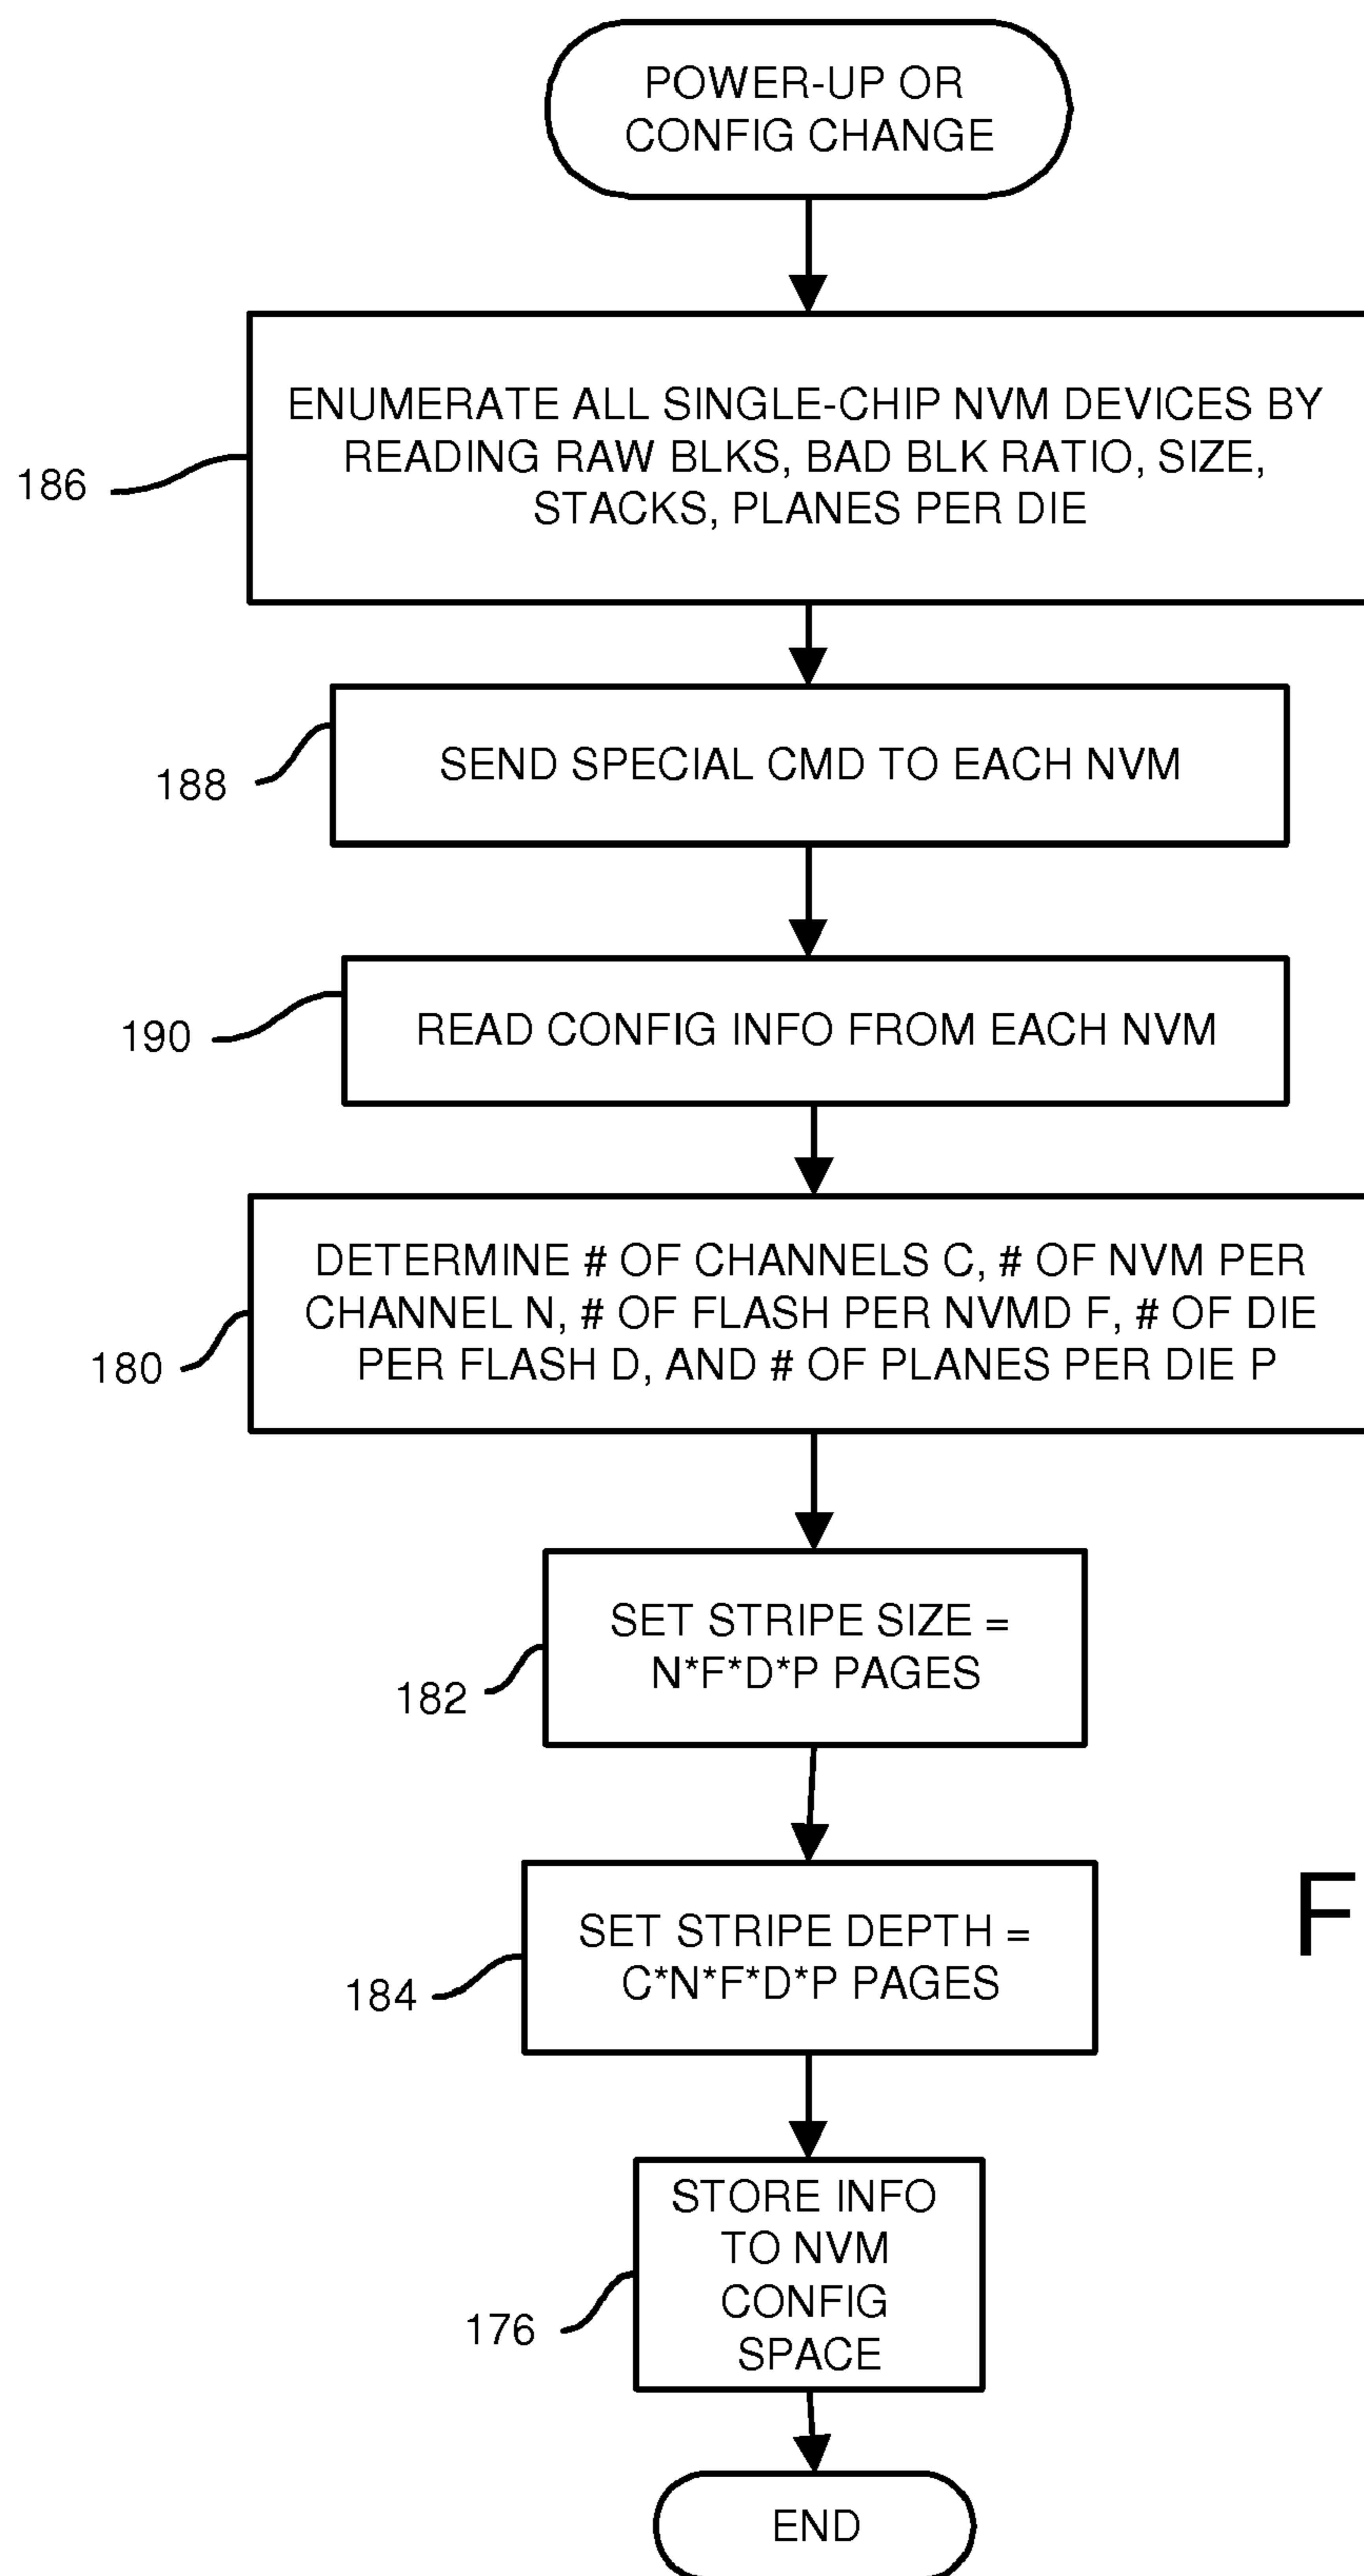 POWER-UP OR
CONFIG CHANGE
ENUMERATE ALL SINGLE-CHIP NVM DEVICES BY
READING RAW BLKS, BAD BLK RATIO, SIZE,
STACKS, PLANES PER DIE
186
SEND SPECIAL CMD TO EACH NVM
188
READ CONFIG INFO FROM EACH NVM
190
DETERMINE # OF CHANNELS C, # OF NVM PER
CHANNEL N, # OF FLASH PER NVMD F, # OF DIE
PER FLASH D, AND # OF PLANES PER DIE P
180
SET STRIPE SIZE =
N*F*D*P PAGES
182
SET STRIPE DEPTH =
C*N*F*D*P PAGES
184
F
STORE INFO
TO NVM
CONFIG
SPACE
176
END